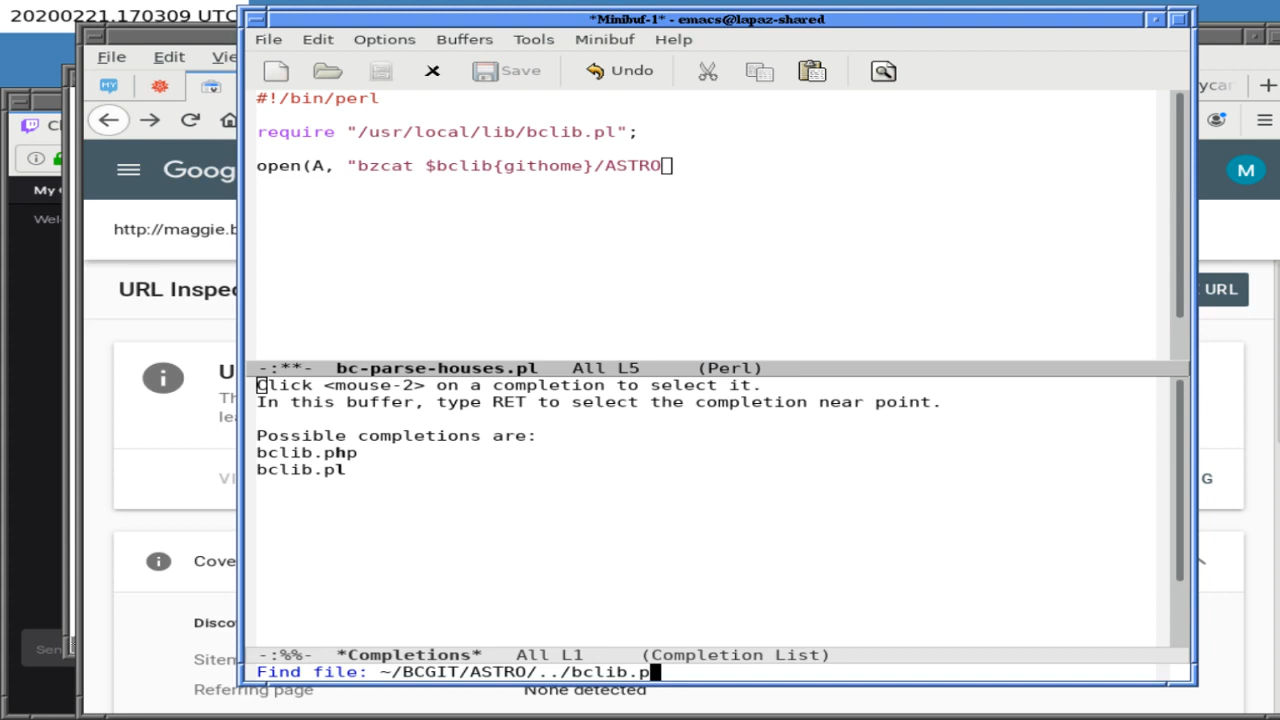 20200221.170309 UTC
*Minibuf-1* - emacs@lapaz-shared
File Edit Options Buffers Tools Minibuf Help
Save Undo
#!/bin/perl
require "/usr/local/lib/bclib.pl";
open(A, "bzcat $bclib{githome}/ASTRO
-:**- bc-parse-houses.pl All L5 (Perl)
Click <mouse-2> on a completion to select it.
In this buffer, type RET to select the completion near point.
Possible completions are:
bclib.php
bclib.pl
-:%%- *Completions* All L1 (Completion List)
Find file: ~/BCGIT/ASTRO/../bclib.p
File Edit
MY
Goog
M
http://maggie.b
URL Inspe
URL
Cove
Disco
Sitem
Referring page None detected
My